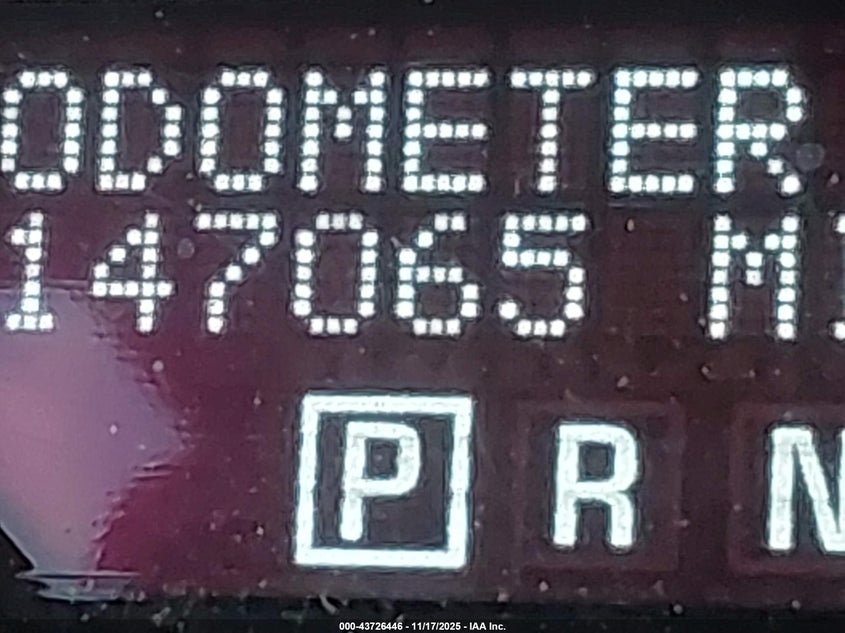 ODOMETER
147065 MI
P R N
000-43726446 - 11/17/2025 - IAA Inc.